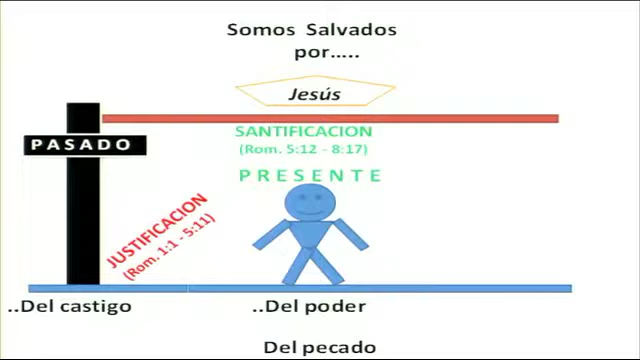 Somos Salvados
por.....
Jesús
SANTIFICACION
(Rom. 5:12 - 8:17)
PASADO
PRESENTE
JUSTIFICACION
(Rom. 1:1 - 5:11)
..Del castigo
..Del poder
Del pecado